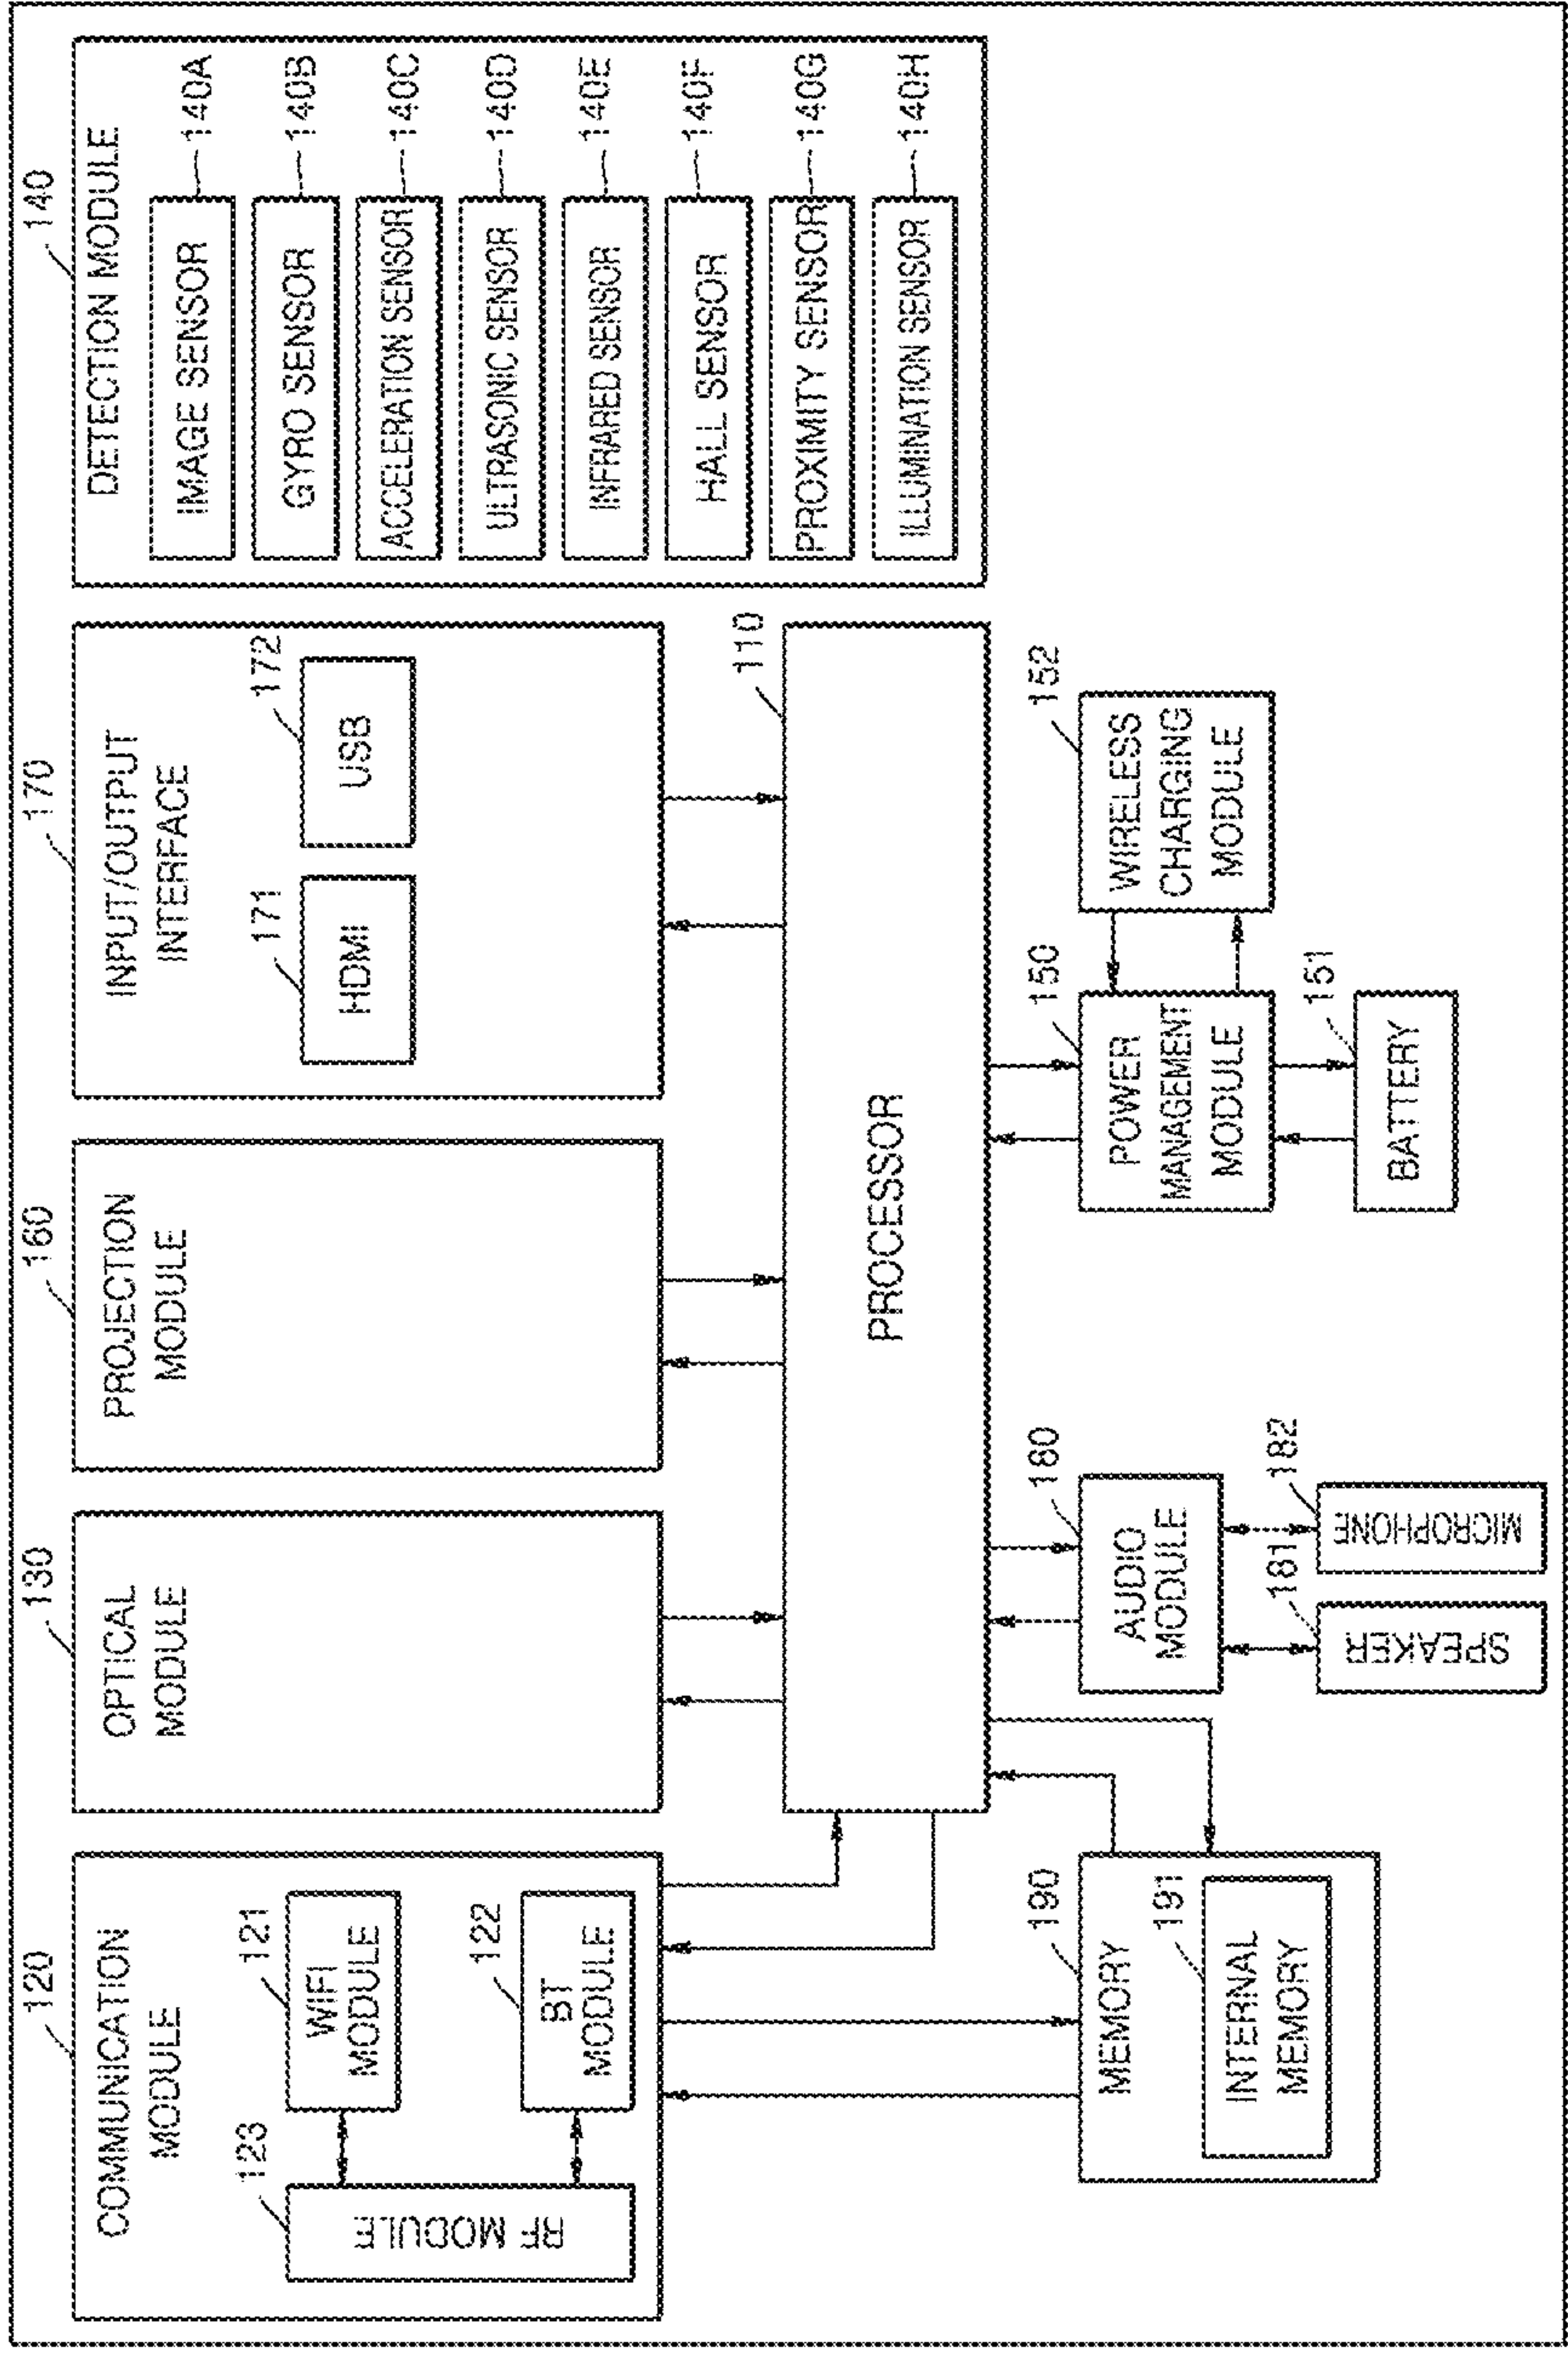 120
COMMUNICATION
MODULE
121
WIFI
MODULE
122
BT
MODULE
123
RF MODULE
130
OPTICAL
MODULE
160
PROJECTION
MODULE
170
INPUT/OUTPUT
INTERFACE
171
HDMI
172
USB
140
DETECTION MODULE
IMAGE SENSOR
140A
GYRO SENSOR
140B
ACCELERATION SENSOR
140C
ULTRASONIC SENSOR
140D
INFRARED SENSOR
140E
HALL SENSOR
140F
PROXIMITY SENSOR
140G
ILLUMINATION SENSOR
140H
110
PROCESSOR
190
MEMORY
191
INTERNAL
MEMORY
180
AUDIO
MODULE
181
SPEAKER
182
MICROPHONE
150
POWER
MANAGEMENT
MODULE
151
BATTERY
152
WIRELESS
CHARGING
MODULE